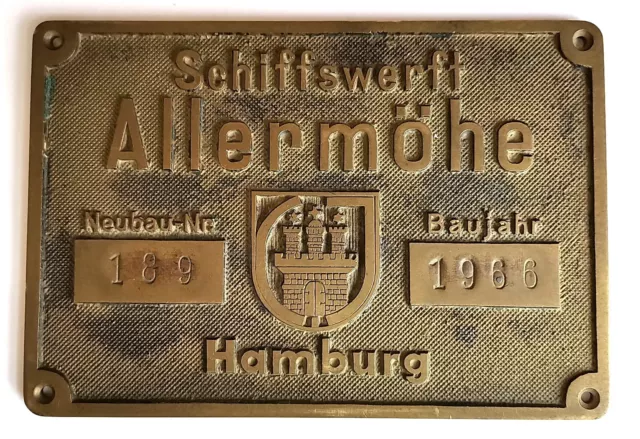 Schiffswerft
Allermöhe
Neubau-Nr.
Baujahr
189
1966
Hamburg